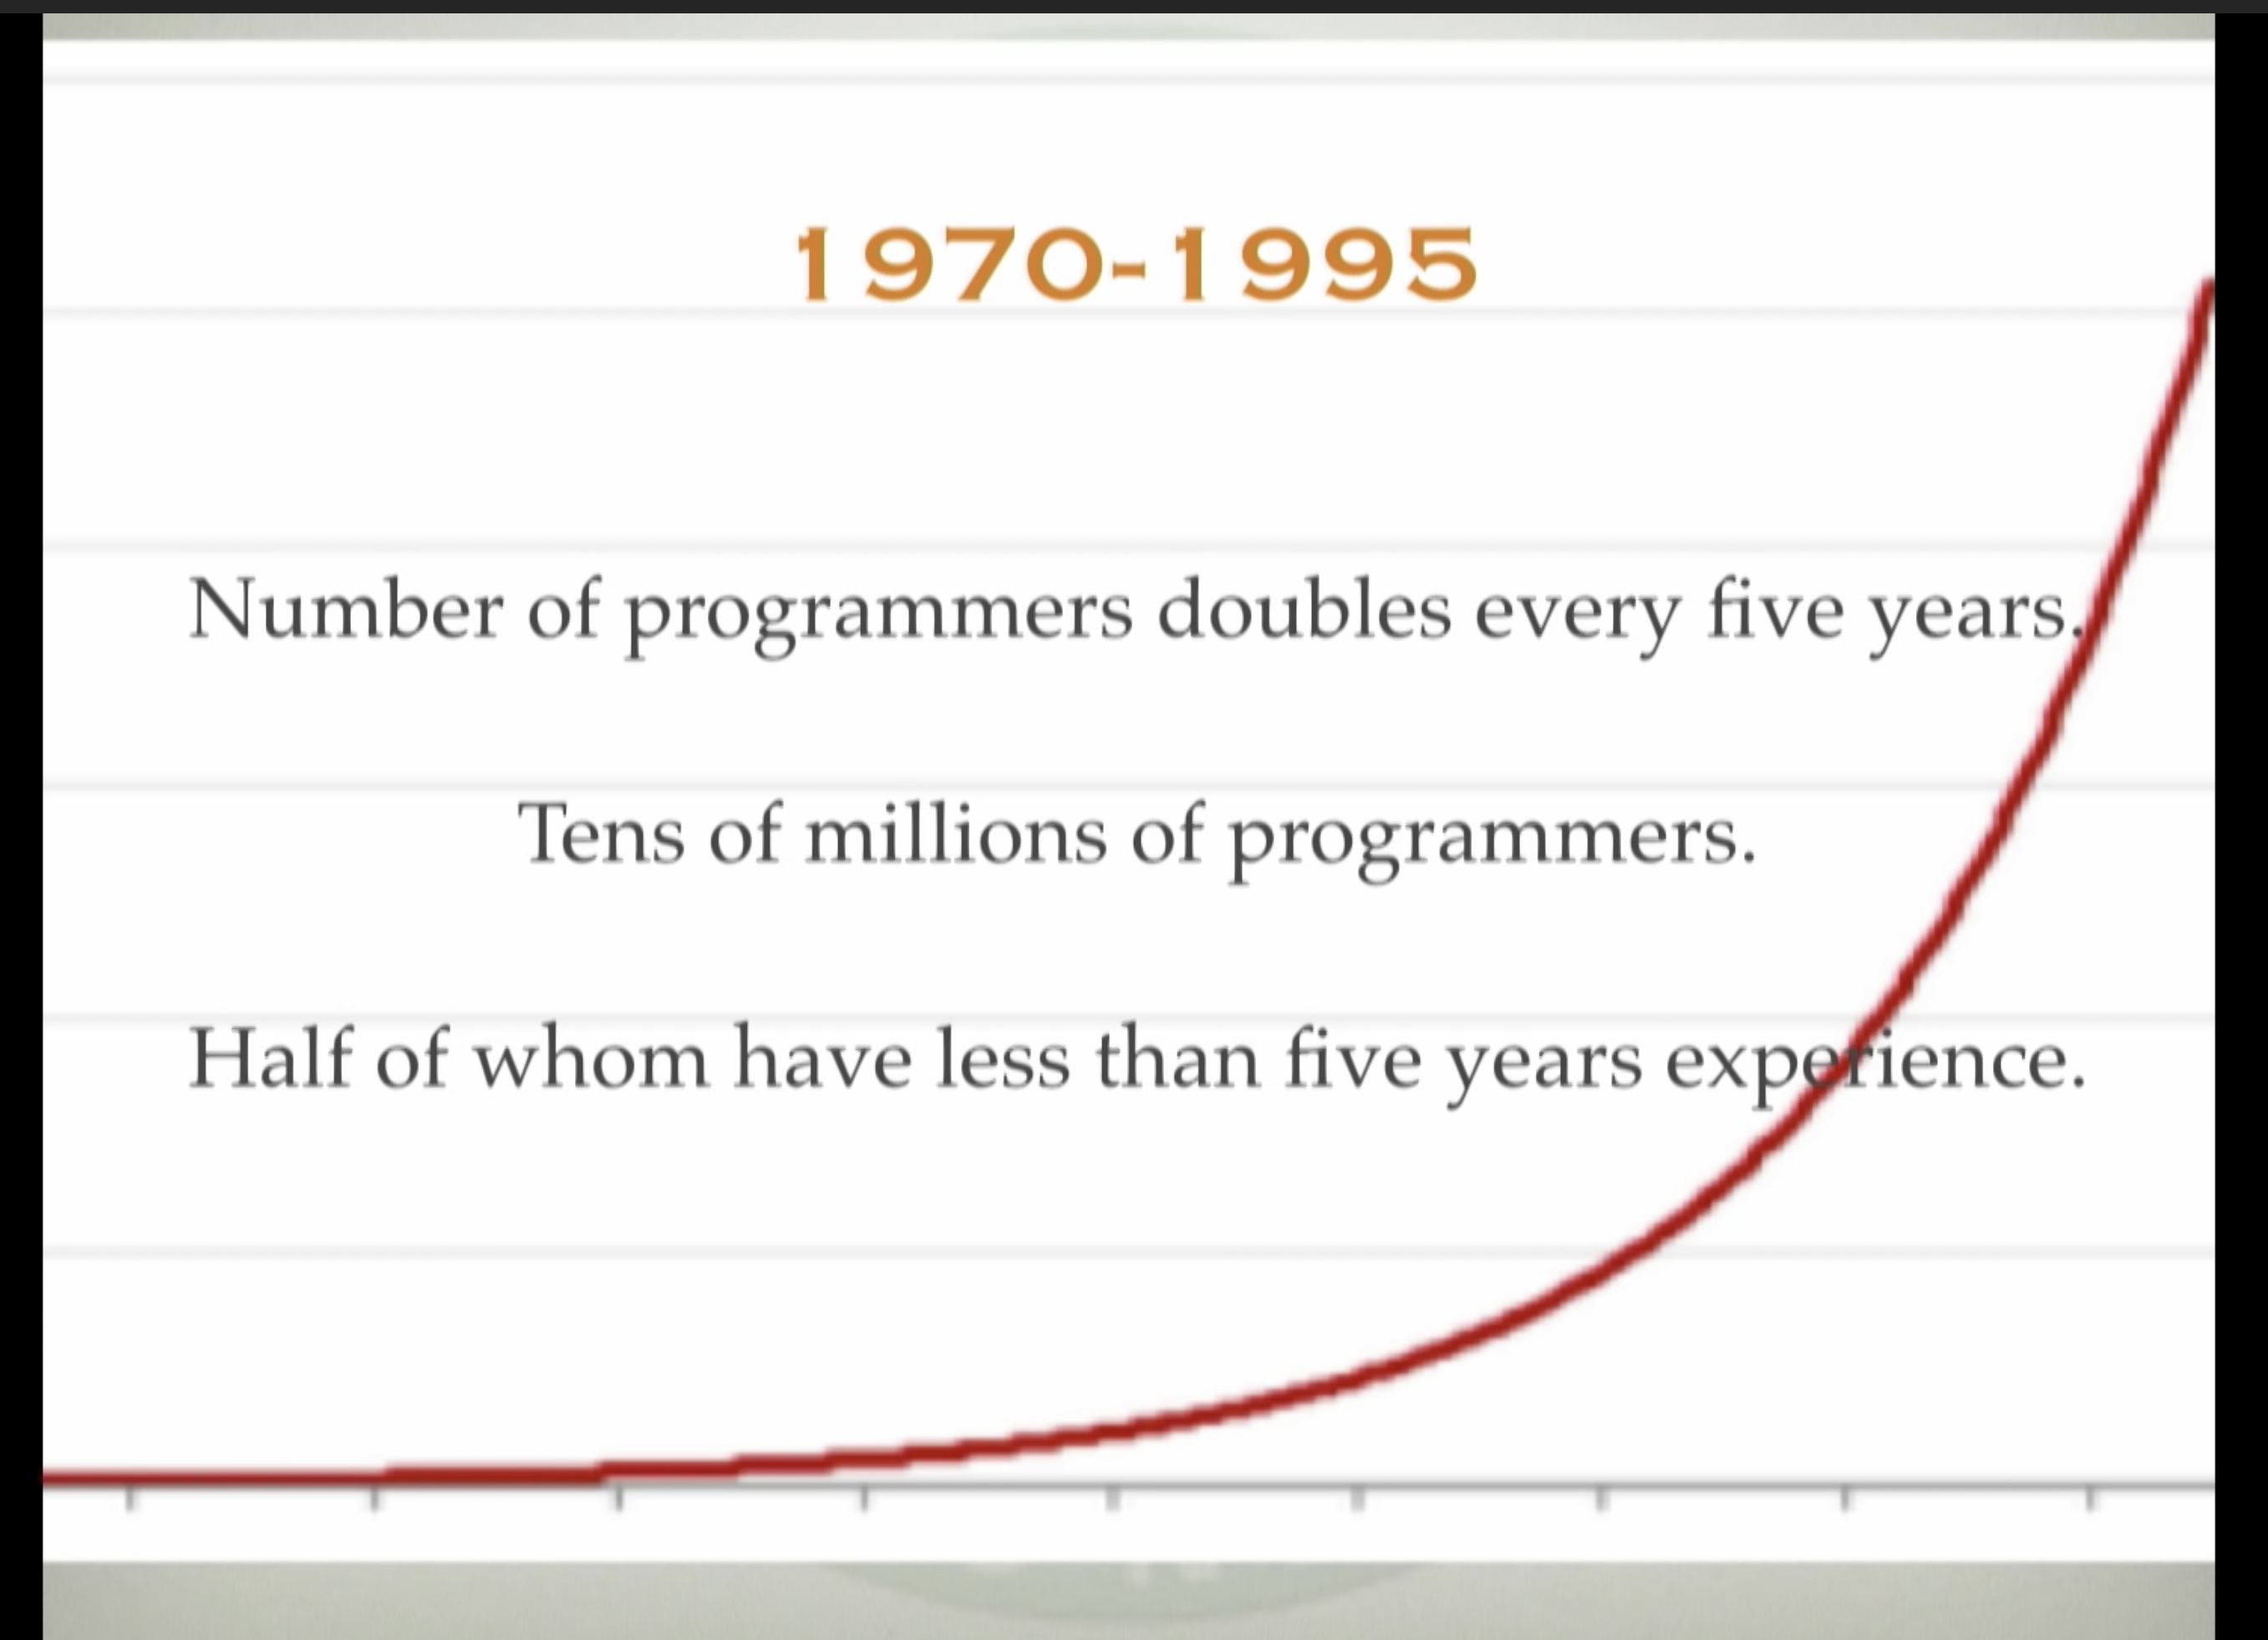 1970-1995
Number of programmers doubles every five years.
Tens of millions of programmers.
Half of whom have less than five years experience.